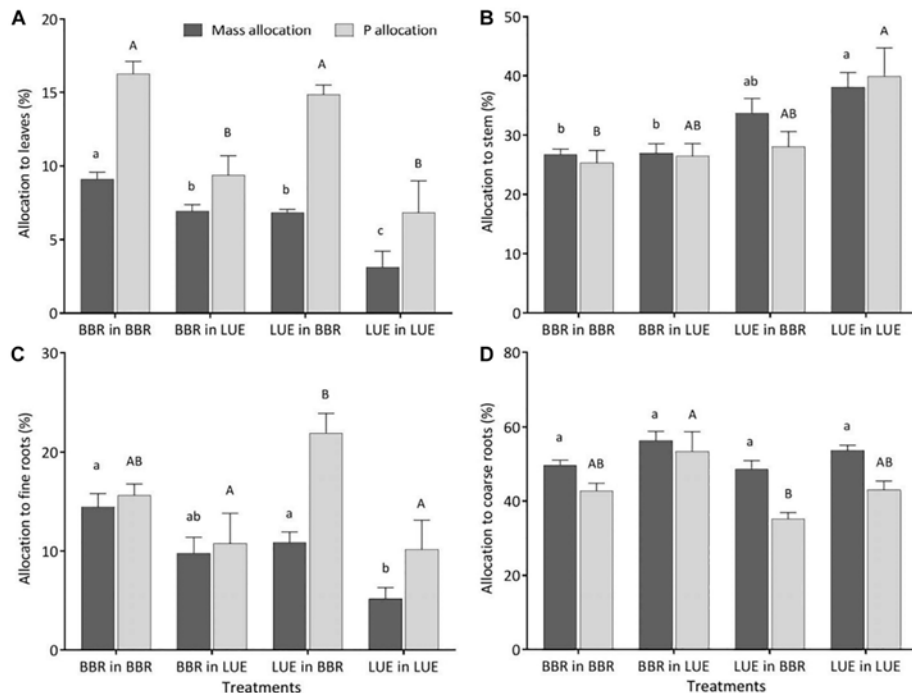 A
Mass allocation
P allocation
Allocation to leaves (%)
20
15
10
5
0
a A
b B
b A
c B
BBR in BBR BBR in LUE LUE in BBR LUE in LUE
B
Allocation to stem (%)
50
40
30
20
10
0
b B
b AB
ab AB
a A
BBR in BBR BBR in LUE LUE in BBR LUE in LUE
C
Allocation to fine roots (%)
30
20
10
0
a AB
ab A
a B
b A
BBR in BBR BBR in LUE LUE in BBR LUE in LUE
D
Allocation to coarse roots (%)
80
60
40
20
0
a AB
a A
a B
a AB
BBR in BBR BBR in LUE LUE in BBR LUE in LUE
Treatments
Treatments